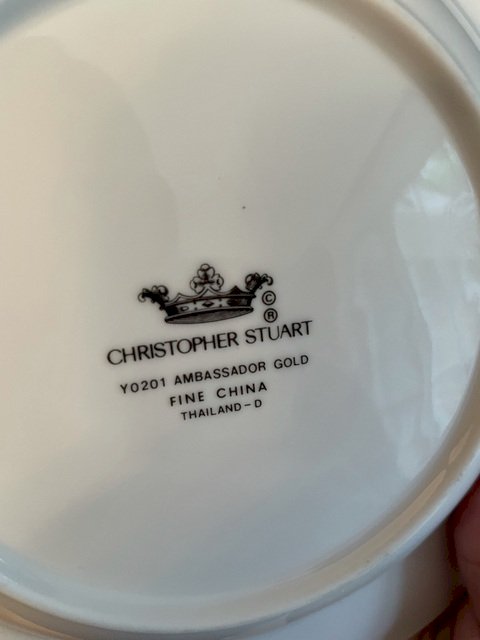 ©
®
CHRISTOPHER STUART
Y0201 AMBASSADOR GOLD
FINE CHINA
THAILAND-D